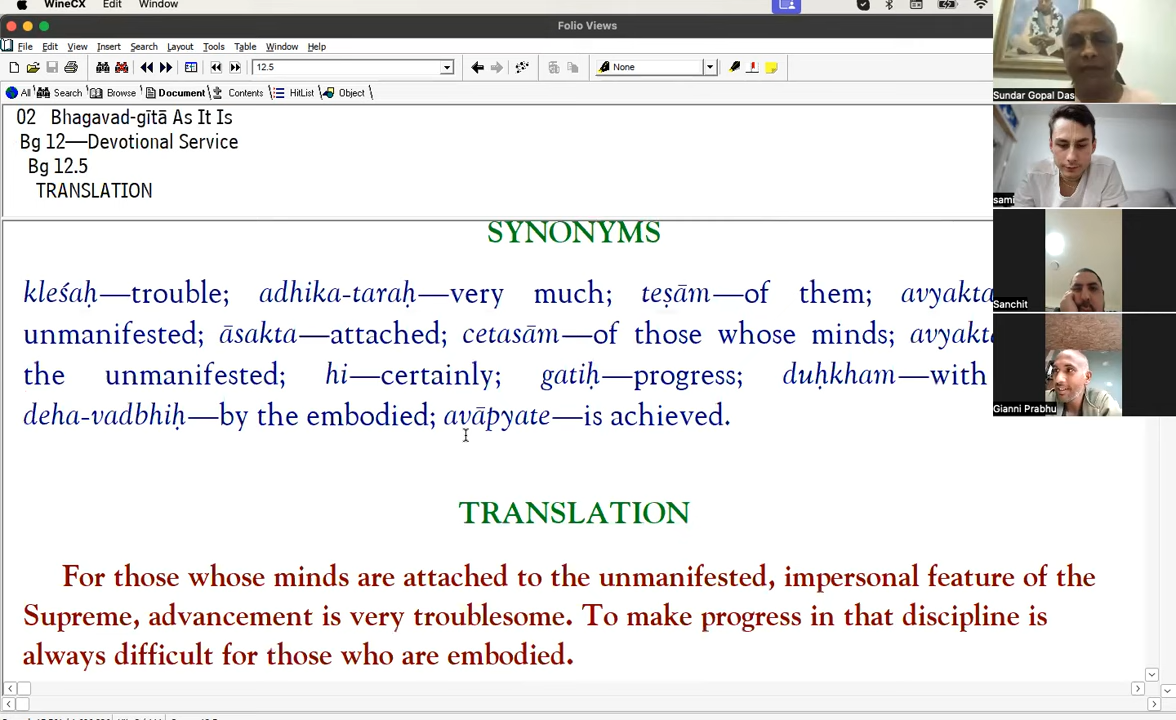 WineCX Edit Window
Folio Views
File Edit View Insert Search Layout Tools Table Window Help
12.5
None
All Search Browse Document Contents HitList Object
02 Bhagavad-gītā As It Is
Bg 12—Devotional Service
Bg 12.5
TRANSLATION
SYNONYMS
kleśaḥ—trouble; adhika-taraḥ—very much; teṣām—of them; avyakta
unmanifested; āsakta—attached; cetasām—of those whose minds; avyakt
the unmanifested; hi—certainly; gatiḥ—progress; duḥkham—with
deha-vadbhiḥ—by the embodied; avāpyate—is achieved.
TRANSLATION
For those whose minds are attached to the unmanifested, impersonal feature of the
Supreme, advancement is very troublesome. To make progress in that discipline is
always difficult for those who are embodied.
Sundar Gopal Das
sami
Sanchit
Gianni Prabhu